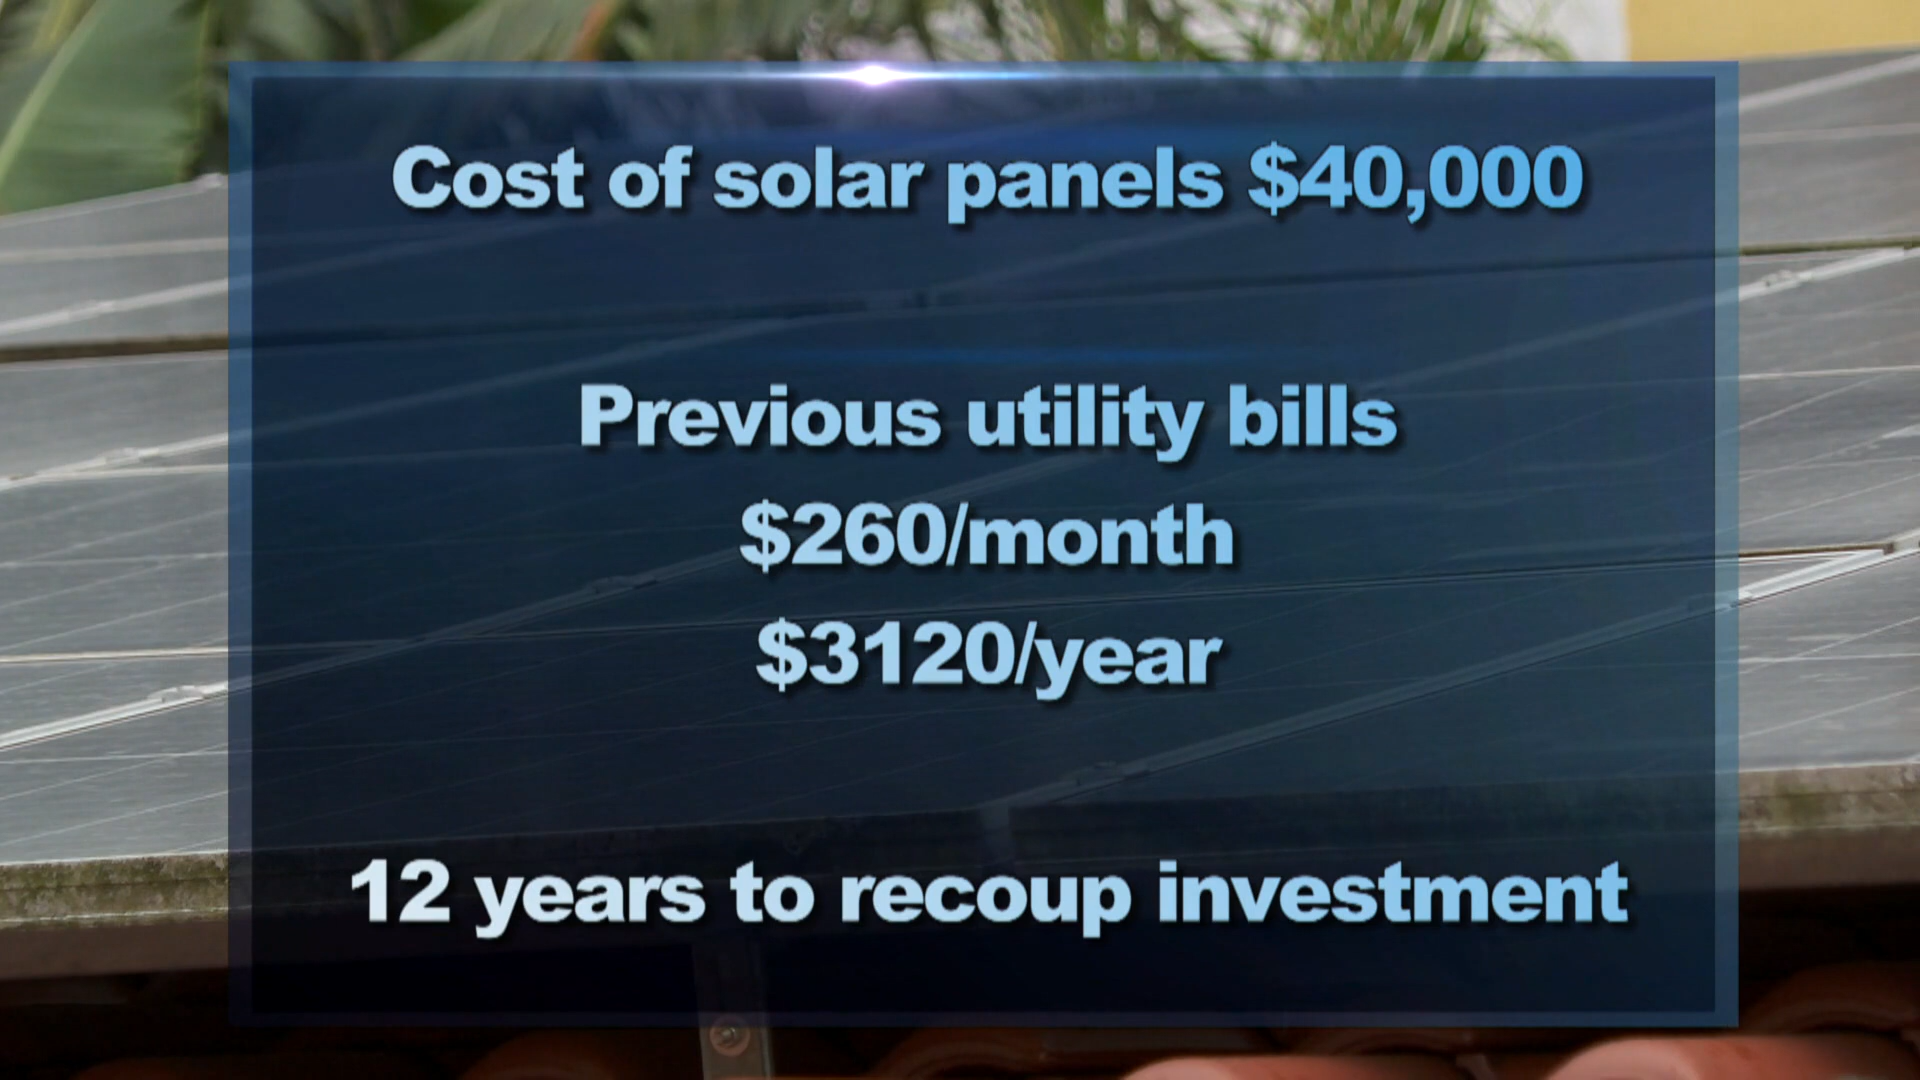 Cost of solar panels $40,000
Previous utility bills
$260/month
$3120/year
12 years to recoup investment